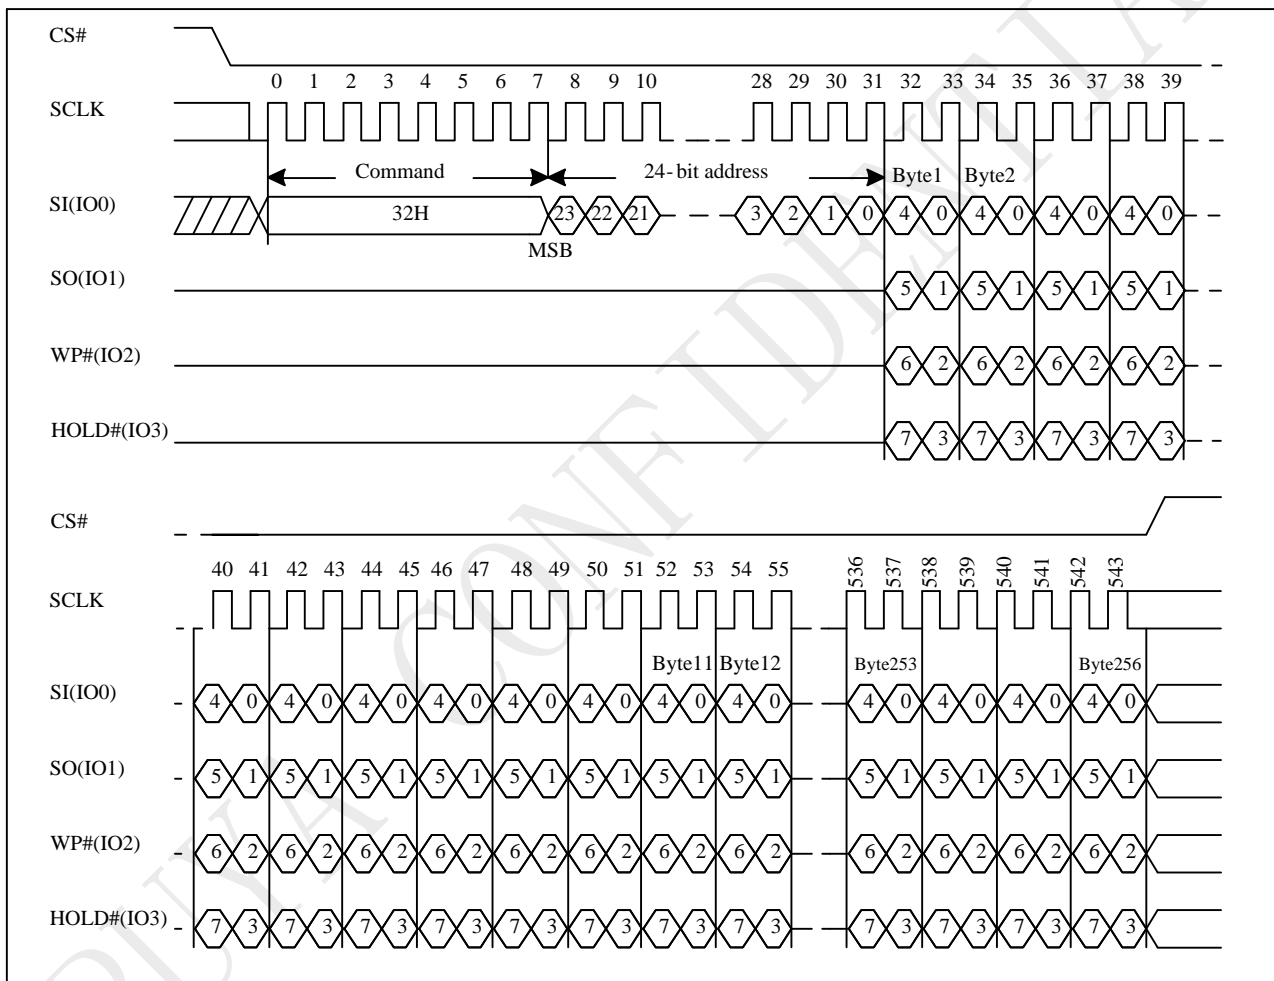 CS#
0 1 2 3 4 5 6 7 8 9 10 28 29 30 31 32 33 34 35 36 37 38 39
SCLK
Command 24-bit address Byte1 Byte2
SI(IO0) 32H 23 22 21 3 2 1 0 4 0 4 0 4 0 4 0
MSB
SO(IO1) 5 1 5 1 5 1 5 1
WP#(IO2) 6 2 6 2 6 2 6 2
HOLD#(IO3) 7 3 7 3 7 3 7 3
CS#
40 41 42 43 44 45 46 47 48 49 50 51 52 53 54 55 536 537 538 539 540 541 542 543
SCLK
Byte11 Byte12 Byte253 Byte256
SI(IO0) 4 0 4 0 4 0 4 0 4 0 4 0 4 0 4 0 4 0 4 0 4 0 4 0
SO(IO1) 5 1 5 1 5 1 5 1 5 1 5 1 5 1 5 1 5 1 5 1 5 1 5 1
WP#(IO2) 6 2 6 2 6 2 6 2 6 2 6 2 6 2 6 2 6 2 6 2 6 2 6 2
HOLD#(IO3) 7 3 7 3 7 3 7 3 7 3 7 3 7 3 7 3 7 3 7 3 7 3 7 3
PUYA CONFIDENTIA